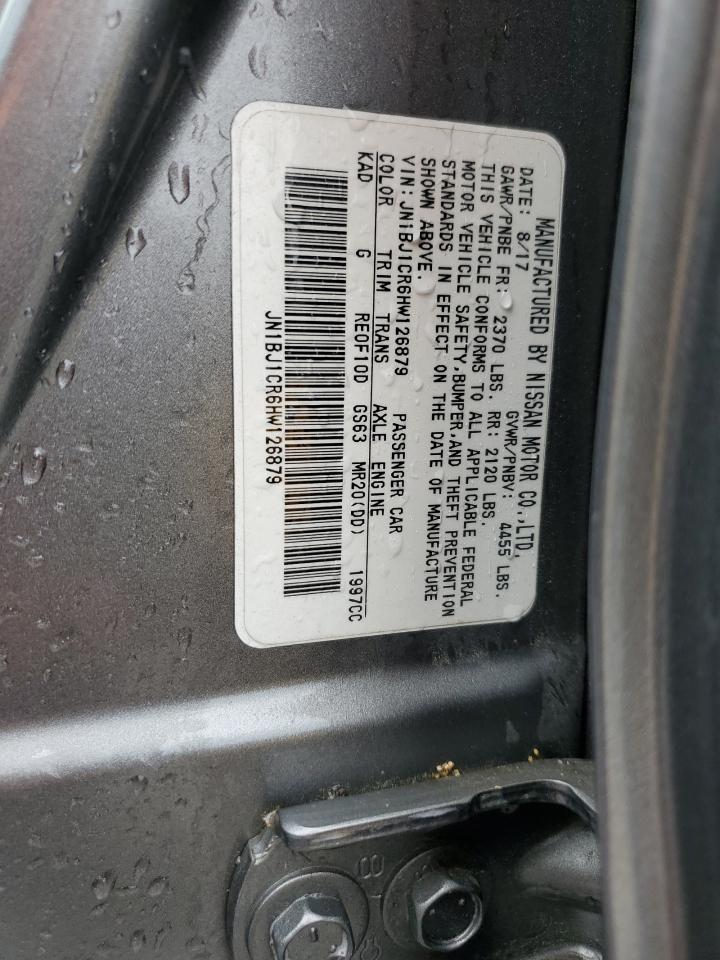 MANUFACTURED BY NISSAN MOTOR CO.,LTD.
DATE: 8/17 GVWR/PNBV: 4455 LBS.
GAWR/PNBE FR: 2370 LBS. RR: 2120 LBS.
THIS VEHICLE CONFORMS TO ALL APPLICABLE FEDERAL
MOTOR VEHICLE SAFETY,BUMPER,AND THEFT PREVENTION
STANDARDS IN EFFECT ON THE DATE OF MANUFACTURE
SHOWN ABOVE.
VIN:JN1BJ1CR6HW126879 PASSENGER CAR
COLOR TRIM TRANS AXLE ENGINE
KAD G RE0F10D GS63 MR20(DD) 1997CC
JN1BJ1CR6HW126879
8